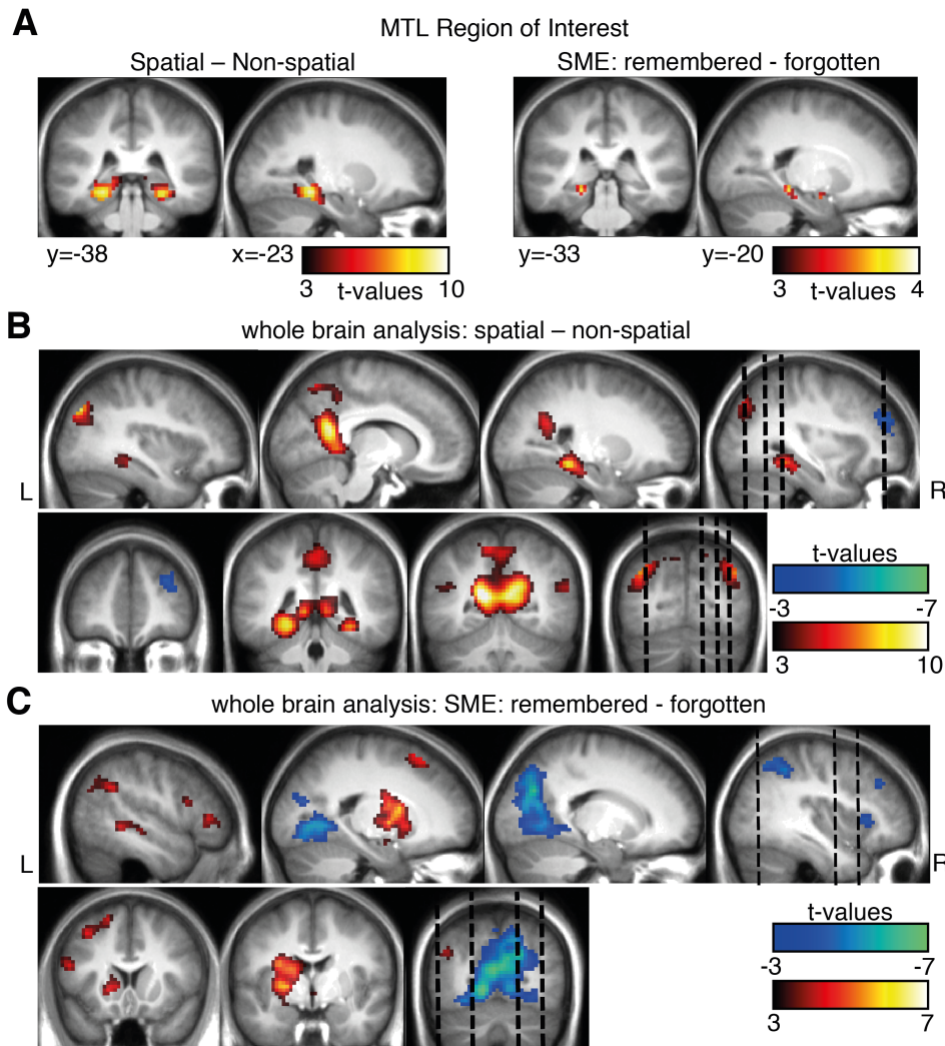 A
MTL Region of Interest
Spatial – Non-spatial
SME: remembered - forgotten
y=-38
x=-23
3 t-values 10
y=-33
y=-20
3 t-values 4
B
whole brain analysis: spatial – non-spatial
L
R
t-values
-3 -7
3 10
C
whole brain analysis: SME: remembered - forgotten
L
R
t-values
-3 -7
3 7